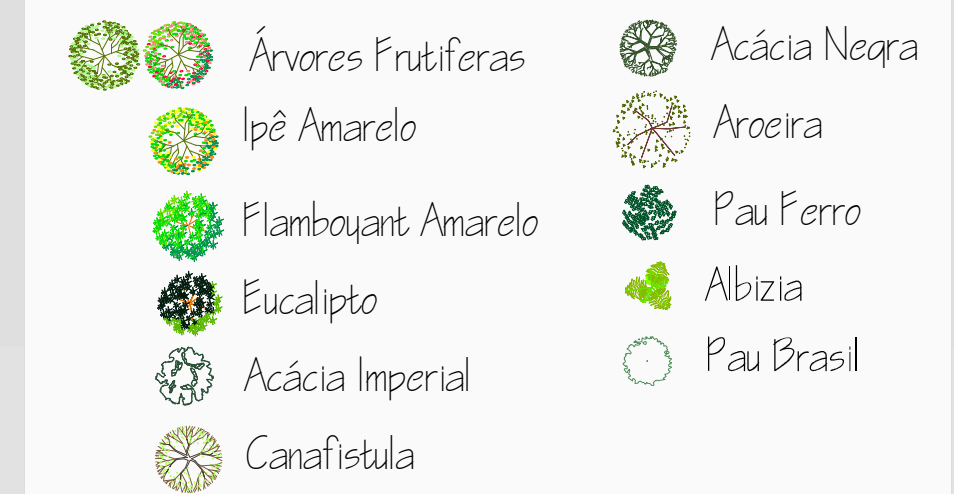 Árvores Frutiferas
Ipê Amarelo
Flamboyant Amarelo
Eucalipto
Acácia Imperial
Canafistula
Acácia Negra
Aroeira
Pau Ferro
Albizia
Pau Brasil